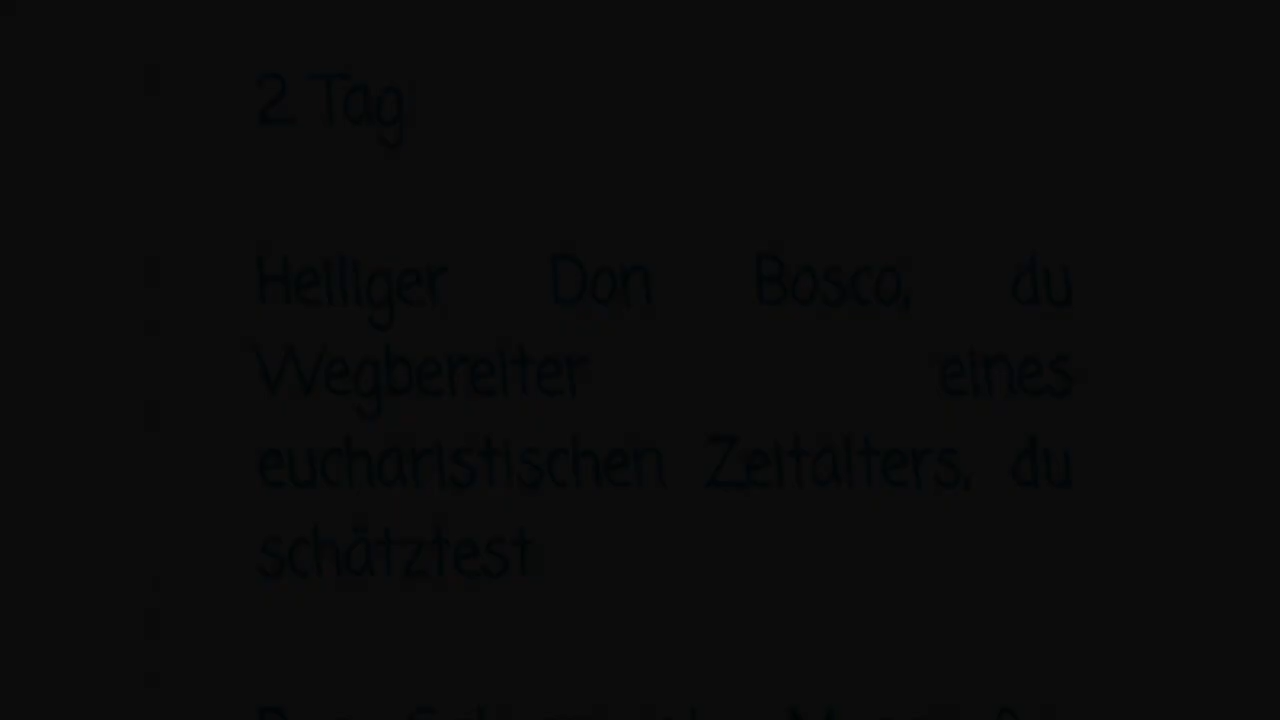 2 Tag
Heiliger Don Bosco, du
Wegbereiter eines
eucharistischen Zeitalters, du
schätztest